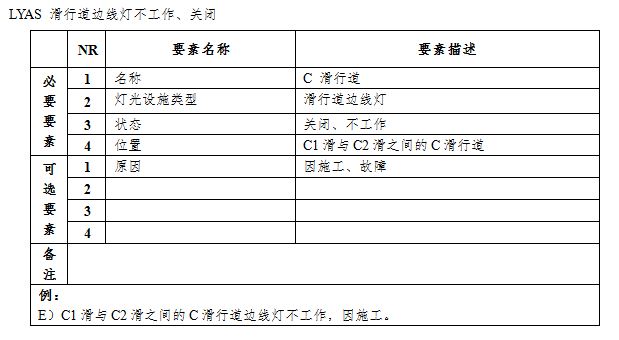 LYAS 滑行道边线灯不工作、关闭
NR 要素名称 要素描述
必要要素
1 名称 C 滑行道
2 灯光设施类型 滑行道边线灯
3 状态 关闭、不工作
4 位置 C1 滑与 C2 滑之间的 C 滑行道
可选要素
1 原因 因施工、故障
2
3
4
备注
例：
E）C1 滑与 C2 滑之间的 C 滑行道边线灯不工作，因施工。